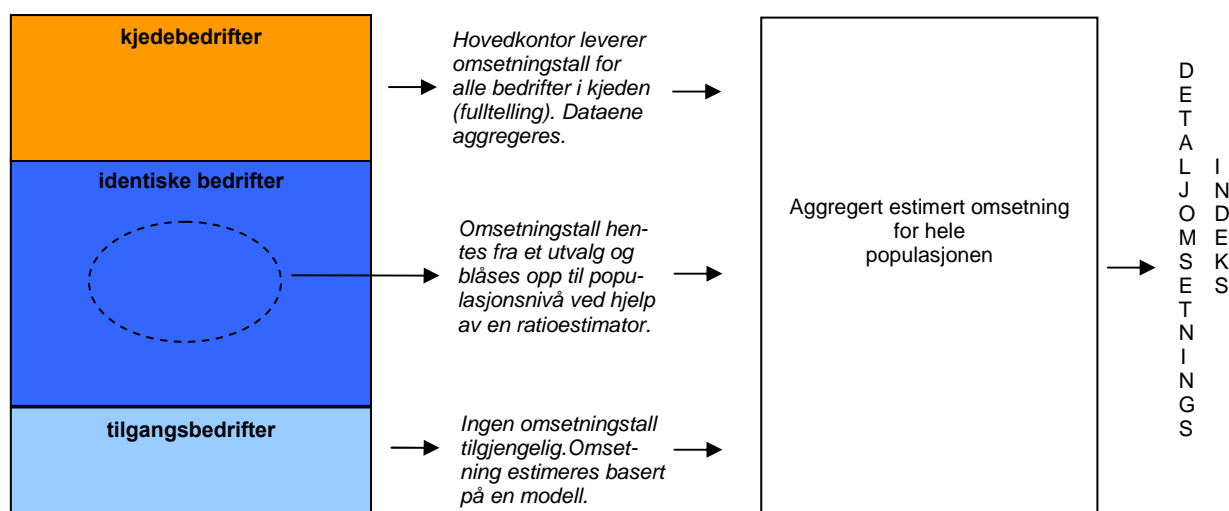 kjedebedrifter
Hovedkontor leverer
omsetningstall for
alle bedrifter i kjeden
(fulltelling). Dataene
aggregeres.
identiske bedrifter
Omsetningstall hen-
tes fra et utvalg og
blåses opp til popu-
lasjonsnivå ved hjelp
av en ratioestimator.
tilgangsbedrifter
Ingen omsetningstall
tilgjengelig.Omset-
ning estimeres basert
på en modell.
Aggregert estimert omsetning
for hele
populasjonen
DETALJOMSETNINGS
INDEKS